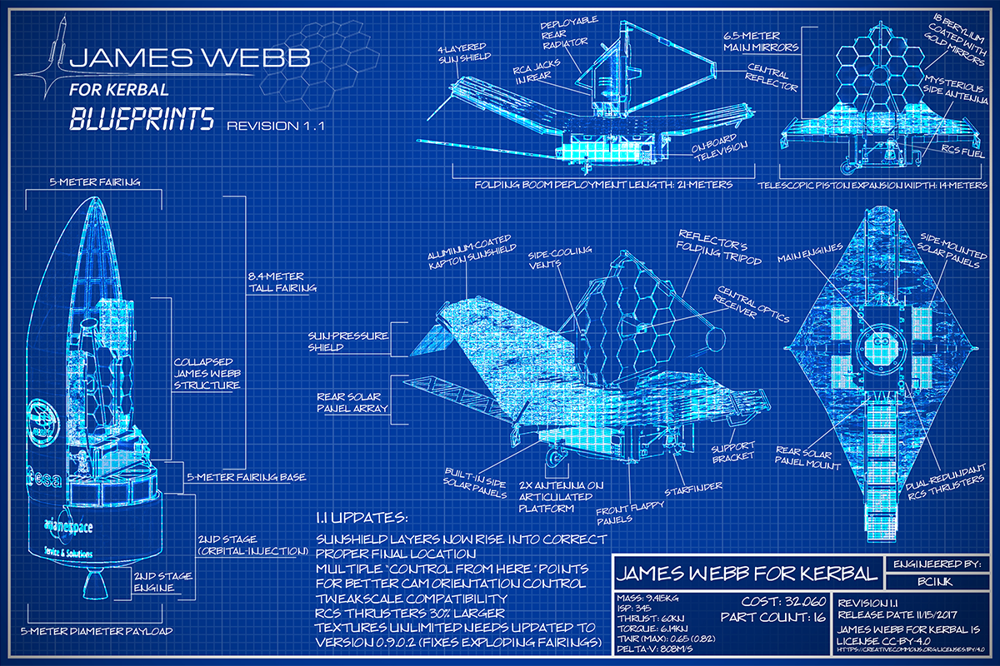 JAMES WEBB
FOR KERBAL
BLUEPRINTS REVISION 1.1
4-LAYERED
SUN SHIELD
DEPLOYABLE
REAR
RADIATOR
RCA JACKS
IN REAR
6.5-METER
MAIN MIRRORS
CENTRAL
REFLECTOR
18 BERYLIUM
COATED WITH
GOLD MIRRORS
MYSTERIOUS
SIDE ANTENNA
ON-BOARD
TELEVISION
RCS FUEL
FOLDING BOOM DEPLOYMENT LENGTH: 21-METERS
TELESCOPIC PISTON EXPANSION WIDTH: 14-METERS
5-METER FAIRING
8.4-METER
TALL FAIRING
COLLAPSED
JAMES WEBB
STRUCTURE
5-METER FAIRING BASE
esa
arianespace
Service & Solutions
2ND STAGE
(ORBITAL-INJECTION)
2ND STAGE
ENGINE
5-METER DIAMETER PAYLOAD
ALUMINUM-COATED
KAPTON SUNSHIELD
SIDE-COOLING
VENTS
REFLECTOR'S
FOLDING TRIPOD
CENTRAL OPTICS
RECEIVER
SUN-PRESSURE
SHIELD
REAR SOLAR
PANEL ARRAY
BUILT-IN SIDE
SOLAR PANELS
2X ANTENNA ON
ARTICULATED
PLATFORM
FRONT FLAPPY
PANELS
STARFINDER
SUPPORT
BRACKET
MAIN ENGINES
SIDE-MOUNTED
SOLAR PANELS
REAR SOLAR
PANEL MOUNT
DUAL-REDUNDANT
RCS THRUSTERS
1.1 UPDATES:
SUNSHIELD LAYERS NOW RISE INTO CORRECT
PROPER FINAL LOCATION
MULTIPLE "CONTROL FROM HERE" POINTS
FOR BETTER CAM ORIENTATION CONTROL
TWEAKSCALE COMPATIBILITY
RCS THRUSTERS 30% LARGER
TEXTURES UNLIMITED NEEDS UPDATED TO
VERSION 0.9.0.2 (FIXES EXPLODING FAIRINGS)
JAMES WEBB FOR KERBAL
ENGINEERED BY:
BCINK
MASS: 9.415KG
ISP: 345
THRUST: 60KN
TORQUE: 6.14KN
TWR (MAX): 0.65 (0.82)
DELTA-V: 808M/S
COST: 32.060
PART COUNT: 16
REVISION 1.1
RELEASE DATE 11/15/2017
JAMES WEBB FOR KERBAL IS
LICENSE CC-BY-4.0
HTTPS://CREATIVECOMMONS.ORG/LICENSES/BY/4.0